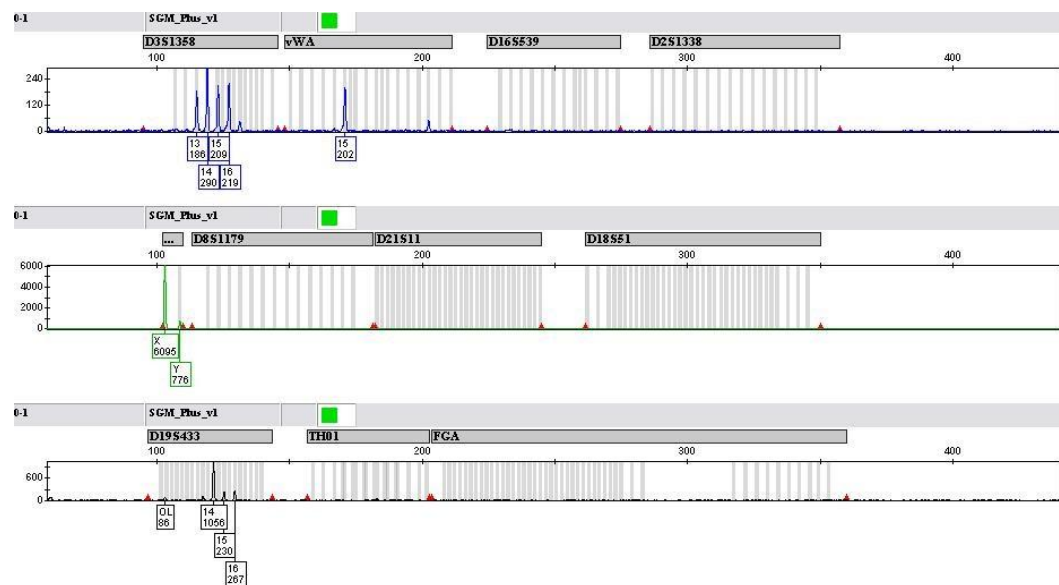 0-1 SGM_Plus_v1
D3S1358 vWA D16S539 D2S1338
100 200 300 400
240
120
0
13 15 15
186 209 202
14 16
290 219
0-1 SGM_Plus_v1
... D8S1179 D21S11 D18S51
100 200 300 400
6000
4000
2000
0
X
6095
Y
776
0-1 SGM_Plus_v1
D19S433 TH01 FGA
100 200 300 400
600
0
OL 14
86 1056
15
230
16
267